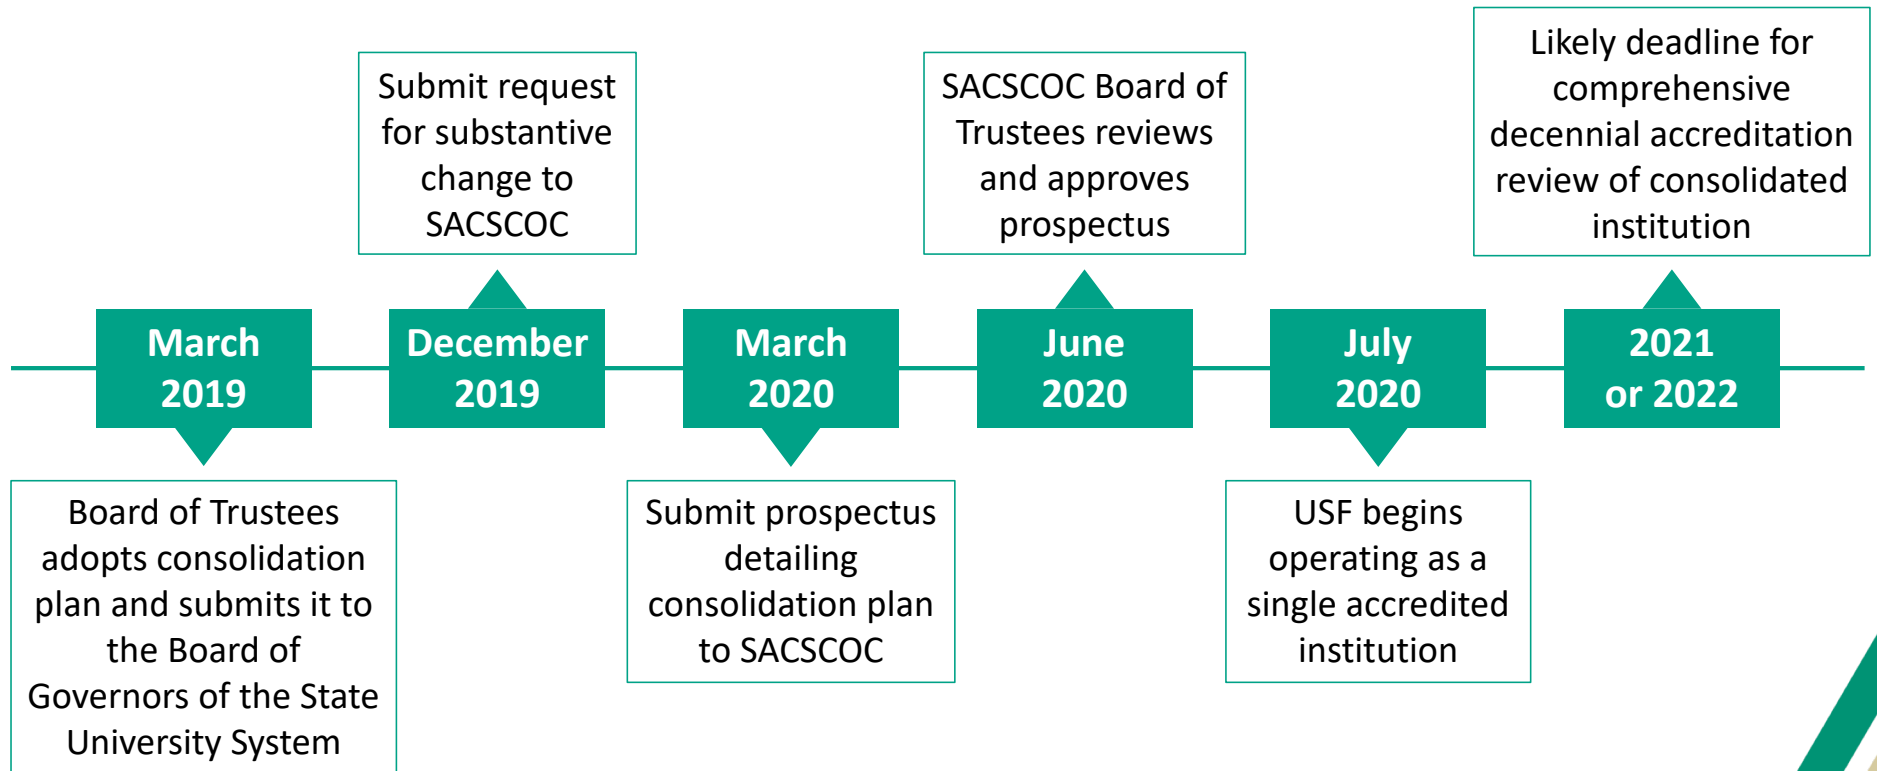 Submit request
for substantive
change to
SACSCOC
SACSCOC Board of
Trustees reviews
and approves
prospectus
Likely deadline for
comprehensive
decennial accreditation
review of consolidated
institution
March
2019
December
2019
March
2020
June
2020
July
2020
2021
or 2022
Board of Trustees
adopts consolidation
plan and submits it to
the Board of
Governors of the State
University System
Submit prospectus
detailing
consolidation plan
to SACSCOC
USF begins
operating as a
single accredited
institution